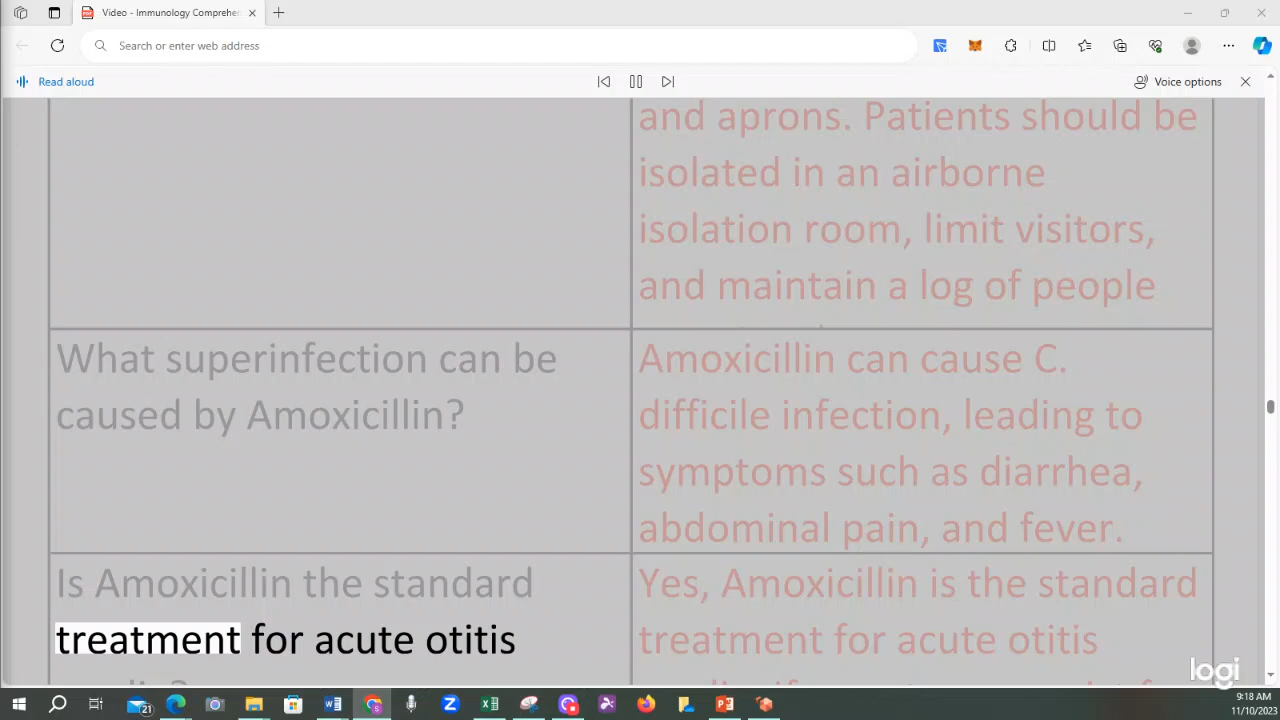 Video - Immunology Comprehe
Search or enter web address
Read aloud
Voice options
and aprons. Patients should be
isolated in an airborne
isolation room, limit visitors,
and maintain a log of people
What superinfection can be
caused by Amoxicillin?
Amoxicillin can cause C.
difficile infection, leading to
symptoms such as diarrhea,
abdominal pain, and fever.
Is Amoxicillin the standard
treatment for acute otitis
Yes, Amoxicillin is the standard
treatment for acute otitis
logi
21
9:18 AM
11/10/2023